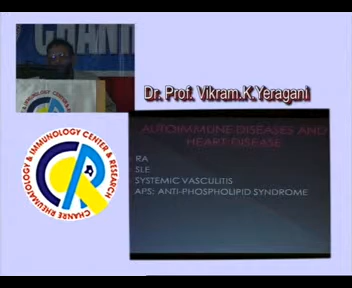 CHANRE
Dr. Prof. Vikram.K.Yeragani
CHANRE RHEUMATOLOGY & IMMUNOLOGY CENTER & RESEARCH
AUTOIMMUNE DISEASES AND
HEART DISEASE
RA
SLE
SYSTEMIC VASCULITIS
APS: ANTI-PHOSPHOLIPID SYNDROME